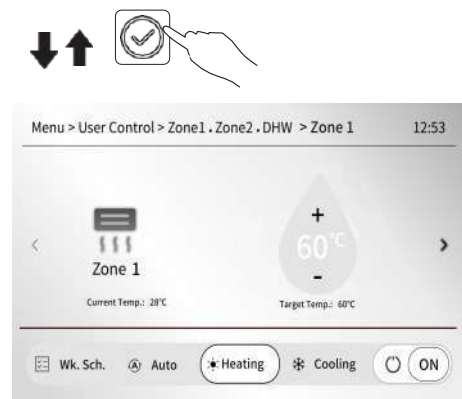 Menu > User Control > Zone1 . Zone2 . DHW > Zone 1 12:53
+
60°C
-
Zone 1
Current Temp.: 28°C Target Temp.: 60°C
Wk. Sch. A Auto Heating Cooling ON